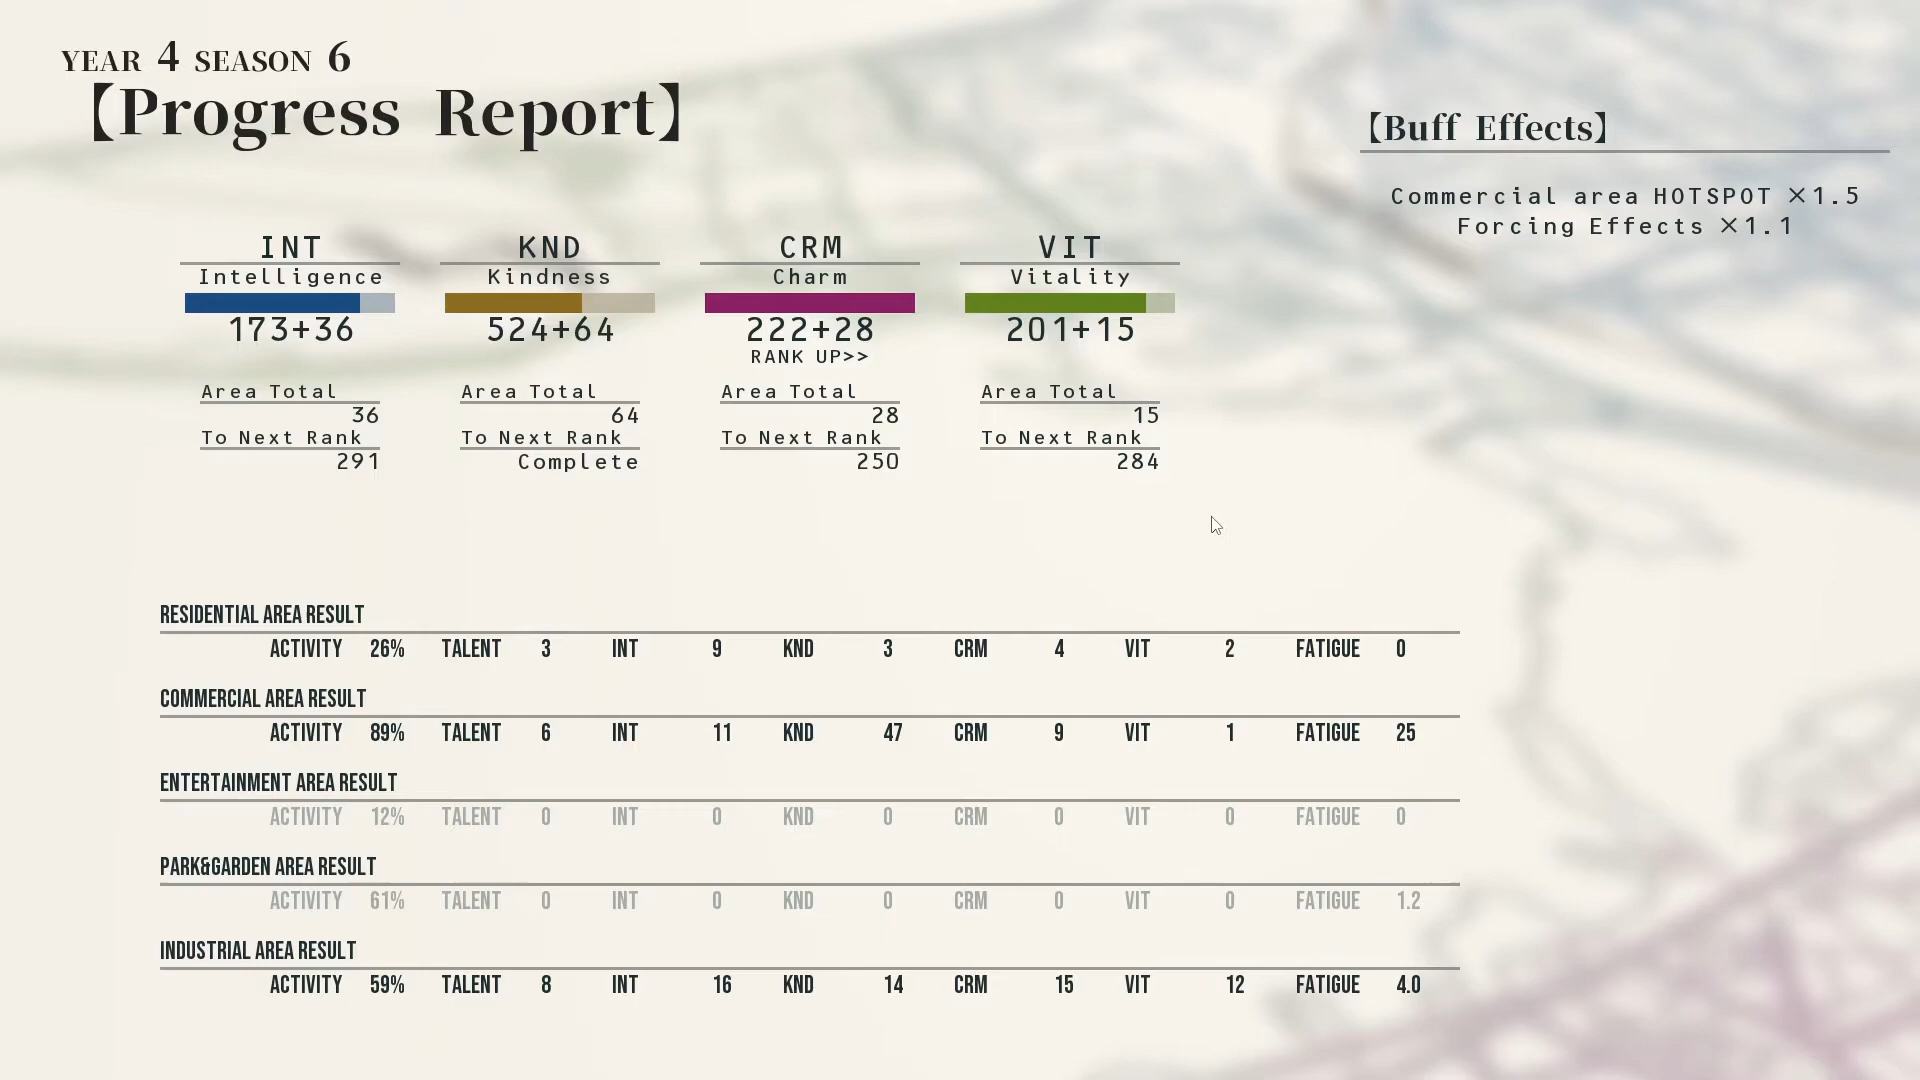 YEAR 4 SEASON 6
【Progress Report】
【Buff Effects】
Commercial area HOTSPOT ×1.5
Forcing Effects ×1.1
INT KND CRM VIT
Intelligence Kindness Charm Vitality
173+36 524+64 222+28 201+15
RANK UP>>
Area Total Area Total Area Total Area Total
36 64 28 15
To Next Rank To Next Rank To Next Rank To Next Rank
291 Complete 250 284
RESIDENTIAL AREA RESULT
ACTIVITY 26% TALENT 3 INT 9 KND 3 CRM 4 VIT 2 FATIGUE 0
COMMERCIAL AREA RESULT
ACTIVITY 89% TALENT 6 INT 11 KND 47 CRM 9 VIT 1 FATIGUE 25
ENTERTAINMENT AREA RESULT
ACTIVITY 12% TALENT 0 INT 0 KND 0 CRM 0 VIT 0 FATIGUE 0
PARK&GARDEN AREA RESULT
ACTIVITY 61% TALENT 0 INT 0 KND 0 CRM 0 VIT 0 FATIGUE 1.2
INDUSTRIAL AREA RESULT
ACTIVITY 59% TALENT 8 INT 16 KND 14 CRM 15 VIT 12 FATIGUE 4.0